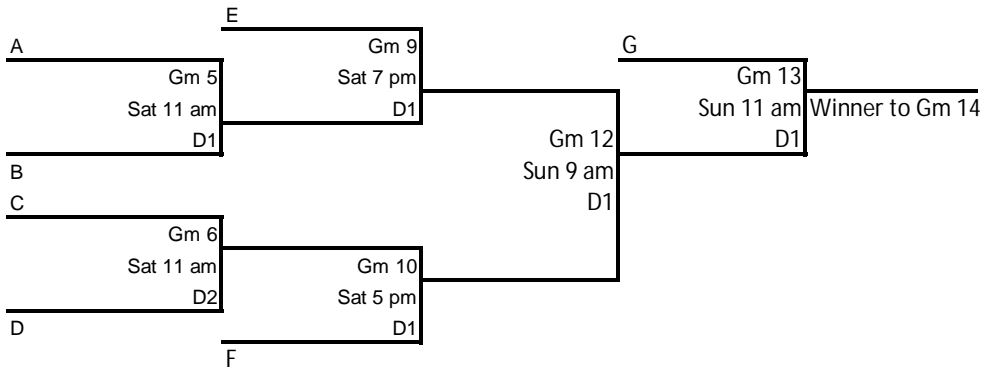 E
A
Gm 9
G
Gm 5
Sat 7 pm
Gm 13
Sat 11 am
D1
Sun 11 am Winner to Gm 14
D1
Gm 12
D1
B
Sun 9 am
C
D1
Gm 6
Sat 11 am
Gm 10
D2
Sat 5 pm
D
D1
F